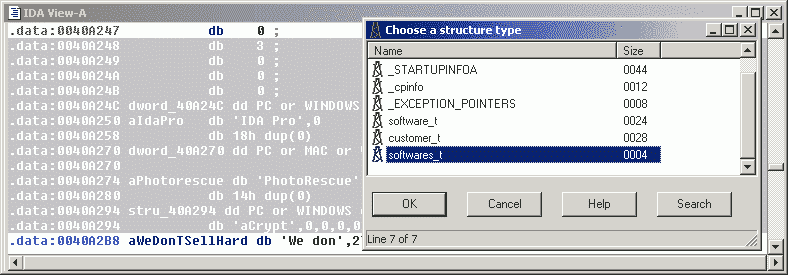 IDA View-A
.data:0040A247 db 0 ;
.data:0040A248 db 3 ;
.data:0040A249 db 0 ;
.data:0040A24A db 0 ;
.data:0040A24B db 0 ;
.data:0040A24C dword_40A24C dd PC or WINDOWS
.data:0040A250 aIdaPro db 'IDA Pro',0
.data:0040A258 db 18h dup(0)
.data:0040A270 dword_40A270 dd PC or MAC or
.data:0040A270
.data:0040A274 aPhotorescue db 'PhotoRescue'
.data:0040A280 db 14h dup(0)
.data:0040A294 stru_40A294 dd PC or WINDOWS
.data:0040A294 db 'aCrypt',0,0,0,0
.data:0040A2B8 aWeDonTSellHard db 'We don',2
Choose a structure type
Name Size
_STARTUPINFOA 0044
_cpinfo 0012
_EXCEPTION_POINTERS 0008
software_t 0024
customer_t 0028
softwares_t 0004
OK Cancel Help Search
Line 7 of 7